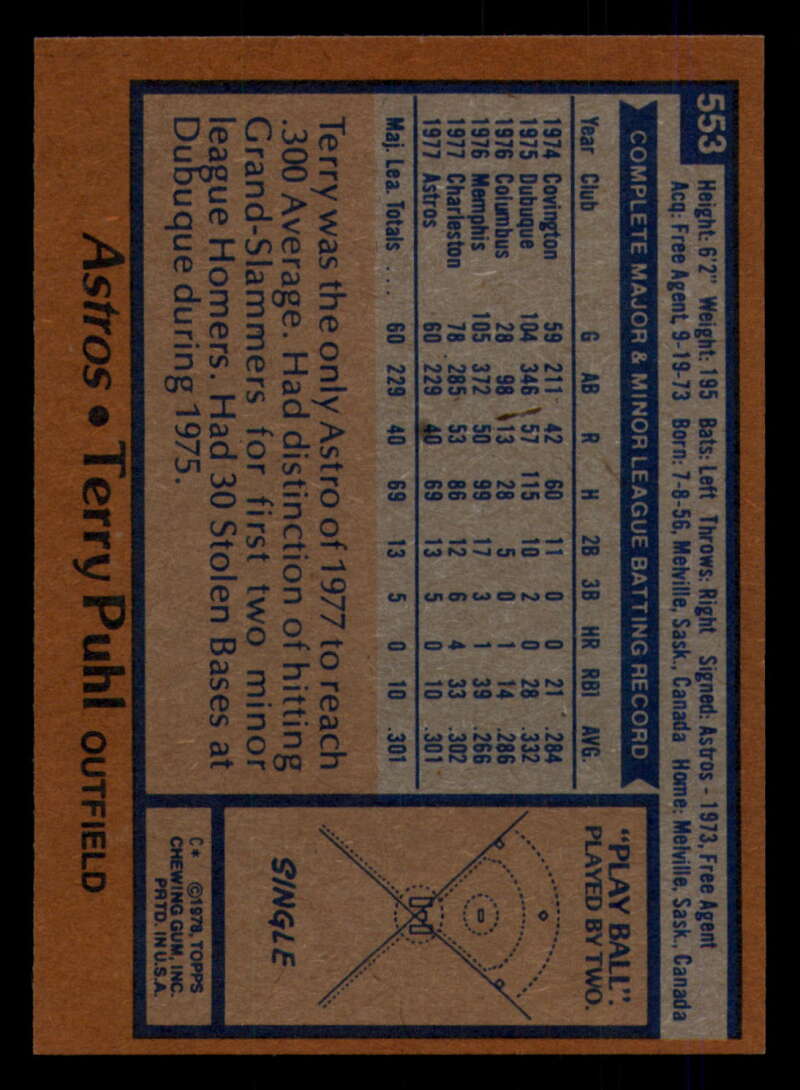 553
Height: 6'2" Weight: 195 Bats: Left Throws: Right Signed: Astros - 1973, Free Agent
Acq: Free Agent, 9-19-73 Born: 7-8-56, Melville, Sask., Canada Home: Melville, Sask., Canada
COMPLETE MAJOR & MINOR LEAGUE BATTING RECORD
Year Club G AB R H 2B 3B HR RBI AVG.
1974 Covington 59 211 42 60 11 0 0 21 .284
1975 Dubuque 104 346 57 115 10 2 0 28 .332
1976 Columbus 28 98 13 28 5 0 1 14 .286
1976 Memphis 105 372 50 99 17 3 1 39 .266
1977 Charleston 78 285 53 86 12 6 4 33 .302
1977 Astros 60 229 40 69 13 5 0 10 .301
Maj. Lea. Totals .... 60 229 40 69 13 5 0 10 .301
Terry was the only Astro of 1977 to reach
.300 Average. Had distinction of hitting
Grand-Slammers for first two minor
league Homers. Had 30 Stolen Bases at
Dubuque during 1975.
"PLAY BALL".
PLAYED BY TWO.
SINGLE
C* ©1978, TOPPS
CHEWING GUM, INC.
PRTD. IN U.S.A.
Astros • Terry Puhl OUTFIELD